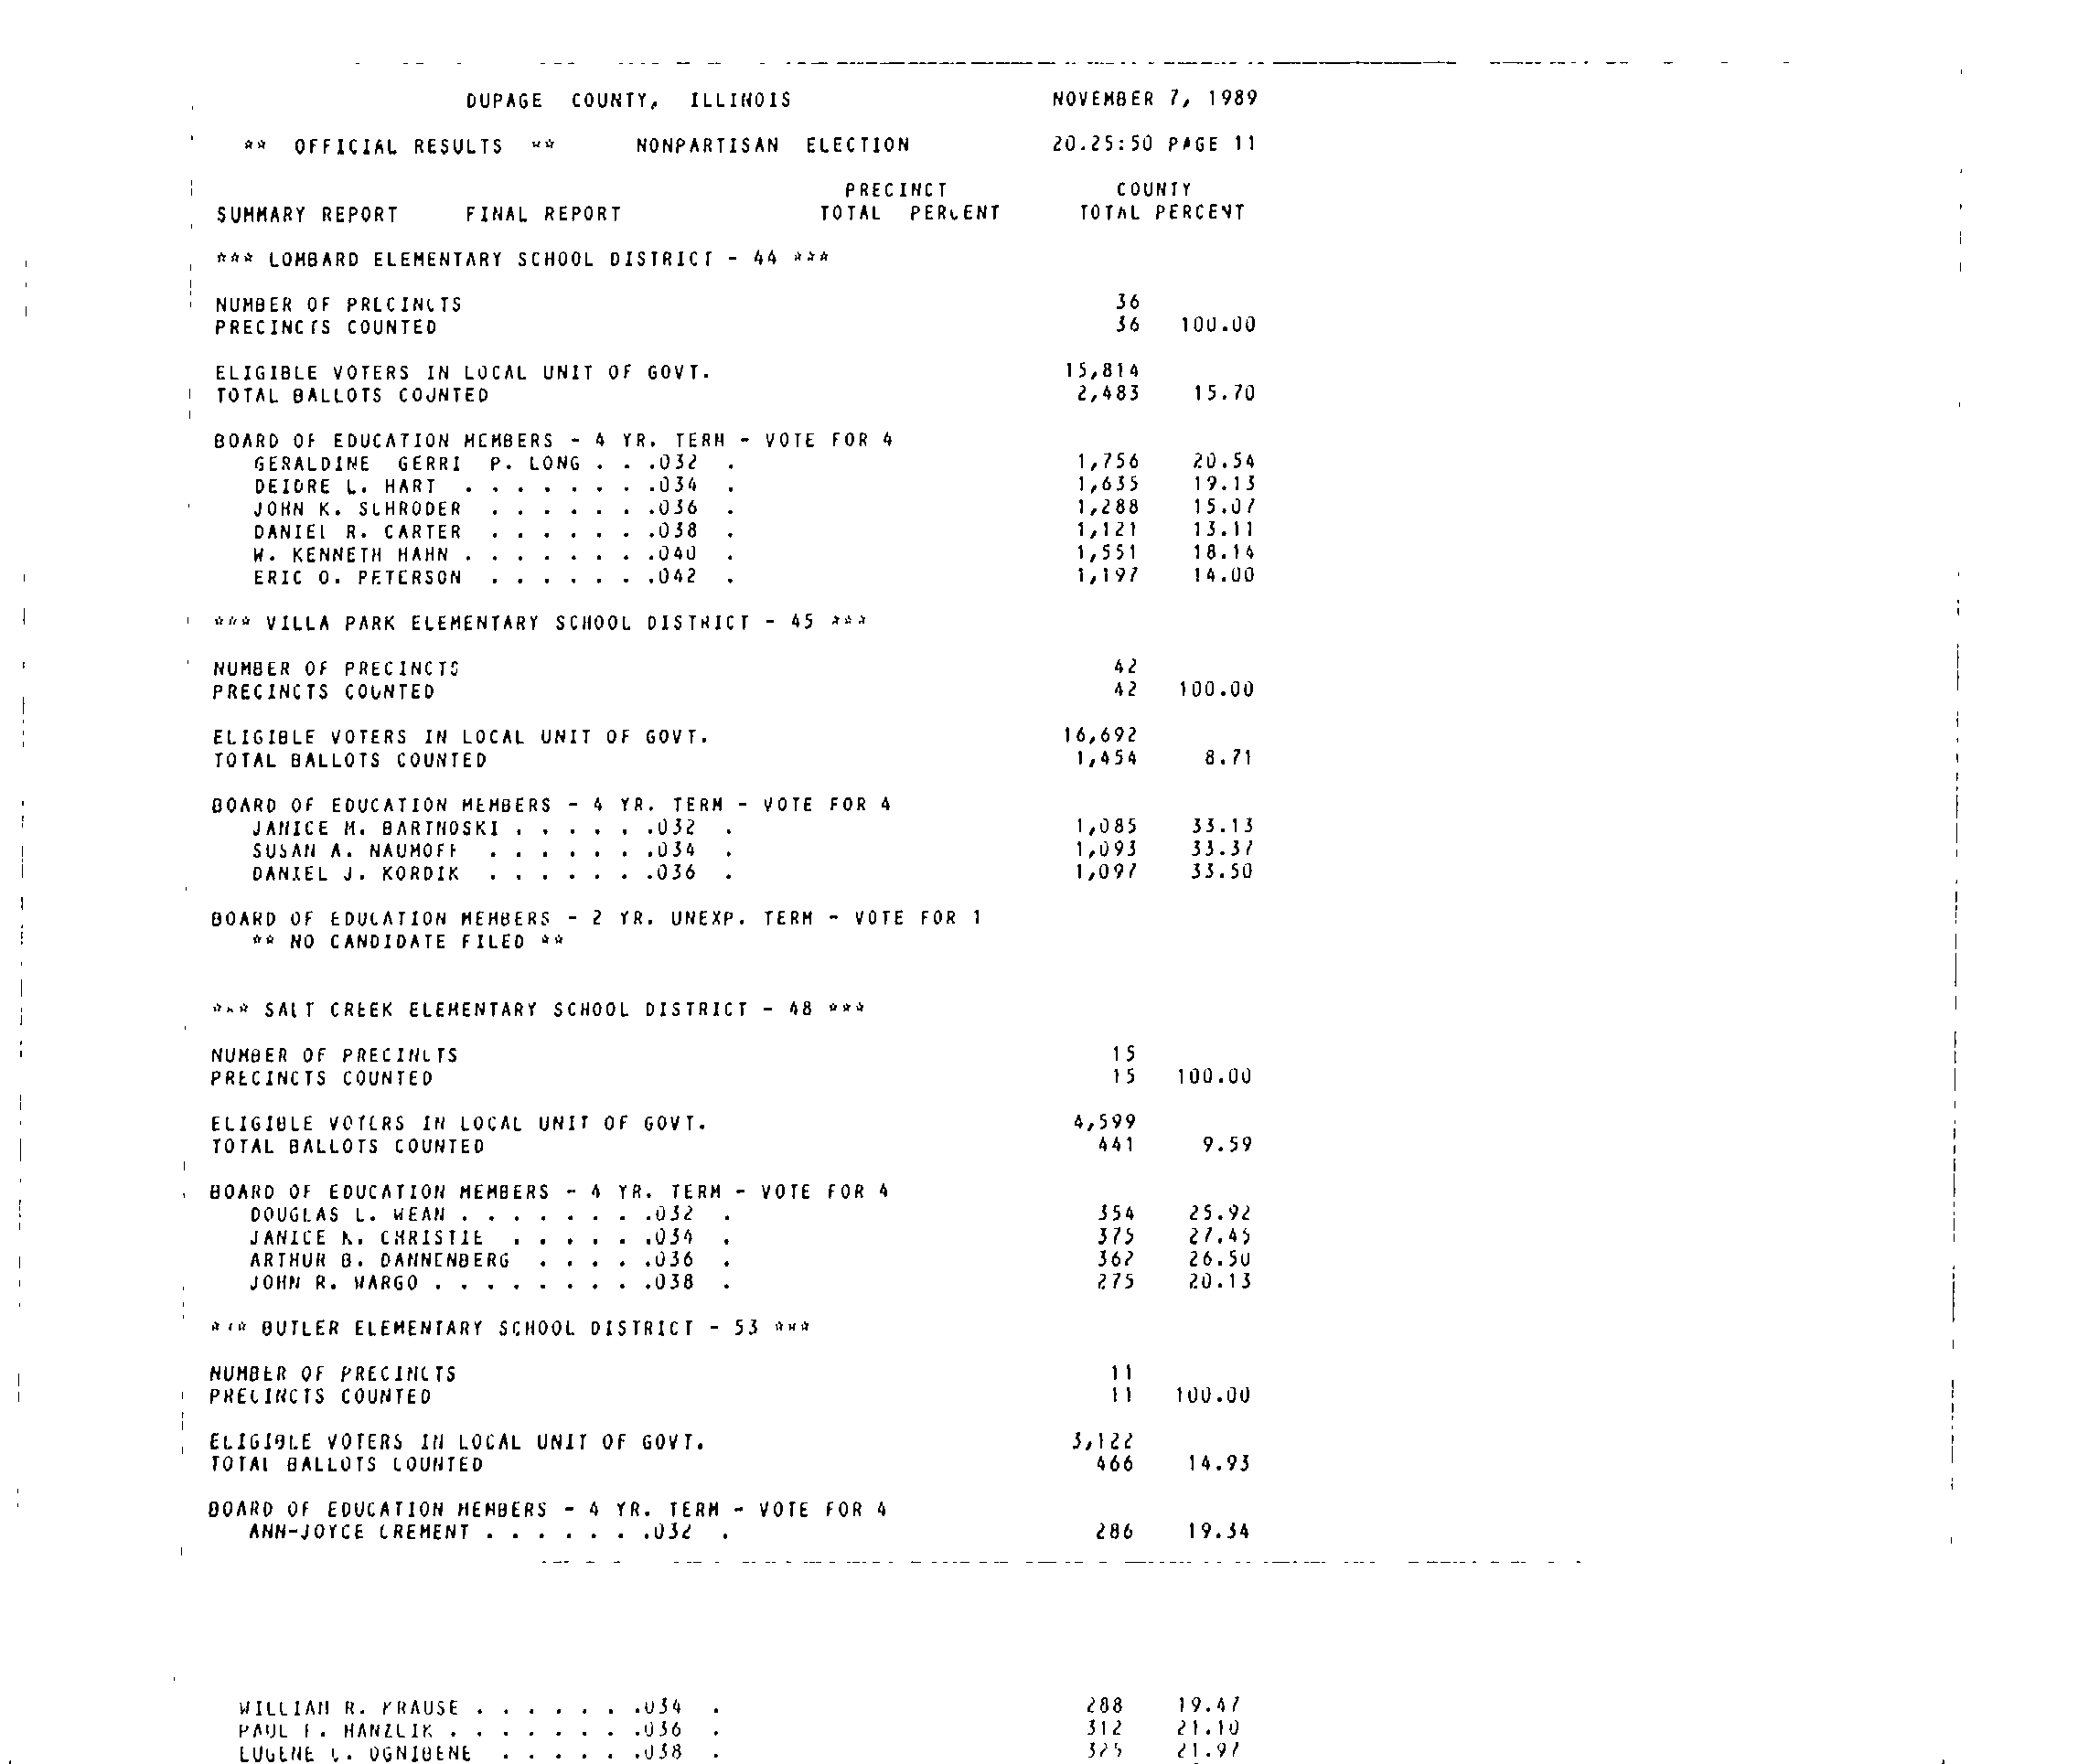 DUPAGE COUNTY, ILLINOIS NOVEMBER 7, 1989
** OFFICIAL RESULTS ** NONPARTISAN ELECTION 20.25:50 PAGE 11
PRECINCT COUNTY
SUMMARY REPORT FINAL REPORT TOTAL PERCENT TOTAL PERCENT
*** LOMBARD ELEMENTARY SCHOOL DISTRICT - 44 ***
NUMBER OF PRECINCTS 36
PRECINCTS COUNTED 36 100.00
ELIGIBLE VOTERS IN LOCAL UNIT OF GOVT. 15,814
TOTAL BALLOTS COUNTED 2,483 15.70
BOARD OF EDUCATION MEMBERS - 4 YR. TERM - VOTE FOR 4
GERALDINE GERRI P. LONG . . .032 . 1,756 20.54
DEIDRE L. HART . . . . . . . .034 . 1,635 19.13
JOHN K. SCHRODER . . . . . . .036 . 1,288 15.07
DANIEL R. CARTER . . . . . . .038 . 1,121 13.11
W. KENNETH HAHN . . . . . . . .040 . 1,551 18.14
ERIC O. PETERSON . . . . . . .042 . 1,197 14.00
*** VILLA PARK ELEMENTARY SCHOOL DISTRICT - 45 ***
NUMBER OF PRECINCTS 42
PRECINCTS COUNTED 42 100.00
ELIGIBLE VOTERS IN LOCAL UNIT OF GOVT. 16,692
TOTAL BALLOTS COUNTED 1,454 8.71
BOARD OF EDUCATION MEMBERS - 4 YR. TERM - VOTE FOR 4
JANICE M. BARTNOSKI . . . . . .032 . 1,085 33.13
SUSAN A. NAUMOFF . . . . . . .034 . 1,093 33.37
DANIEL J. KORDIK . . . . . . .036 . 1,097 33.50
BOARD OF EDUCATION MEMBERS - 2 YR. UNEXP. TERM - VOTE FOR 1
** NO CANDIDATE FILED **
*** SALT CREEK ELEMENTARY SCHOOL DISTRICT - 48 ***
NUMBER OF PRECINCTS 15
PRECINCTS COUNTED 15 100.00
ELIGIBLE VOTERS IN LOCAL UNIT OF GOVT. 4,599
TOTAL BALLOTS COUNTED 441 9.59
BOARD OF EDUCATION MEMBERS - 4 YR. TERM - VOTE FOR 4
DOUGLAS L. WEAN . . . . . . . .032 . 354 25.92
JANICE K. CHRISTIE . . . . . .034 . 375 27.45
ARTHUR B. DANNENBERG . . . . .036 . 362 26.50
JOHN R. WARGO . . . . . . . . .038 . 275 20.13
*** BUTLER ELEMENTARY SCHOOL DISTRICT - 53 ***
NUMBER OF PRECINCTS 11
PRECINCTS COUNTED 11 100.00
ELIGIBLE VOTERS IN LOCAL UNIT OF GOVT. 3,122
TOTAL BALLOTS COUNTED 466 14.93
BOARD OF EDUCATION MEMBERS - 4 YR. TERM - VOTE FOR 4
ANN-JOYCE CREMENT . . . . . . .032 . 286 19.34
WILLIAM R. KRAUSE . . . . . . .034 . 288 19.47
PAUL F. HANZLIK . . . . . . . .036 . 312 21.10
EUGENE OGNIBENE . . . . . .038 . 325 21.97